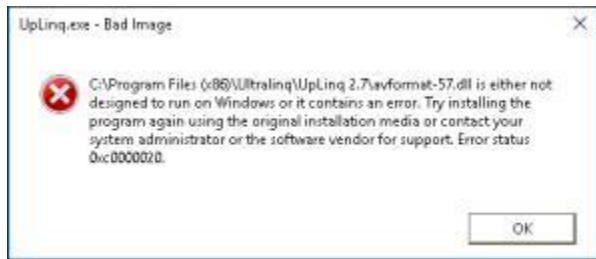 UpLinq.exe - Bad Image
C:\Program Files (x86)\Ultralinq\UpLinq 2.7\avformat-57.dll is either not
designed to run on Windows or it contains an error. Try installing the
program again using the original installation media or contact your
system administrator or the software vendor for support. Error status
0xc0000020.
OK